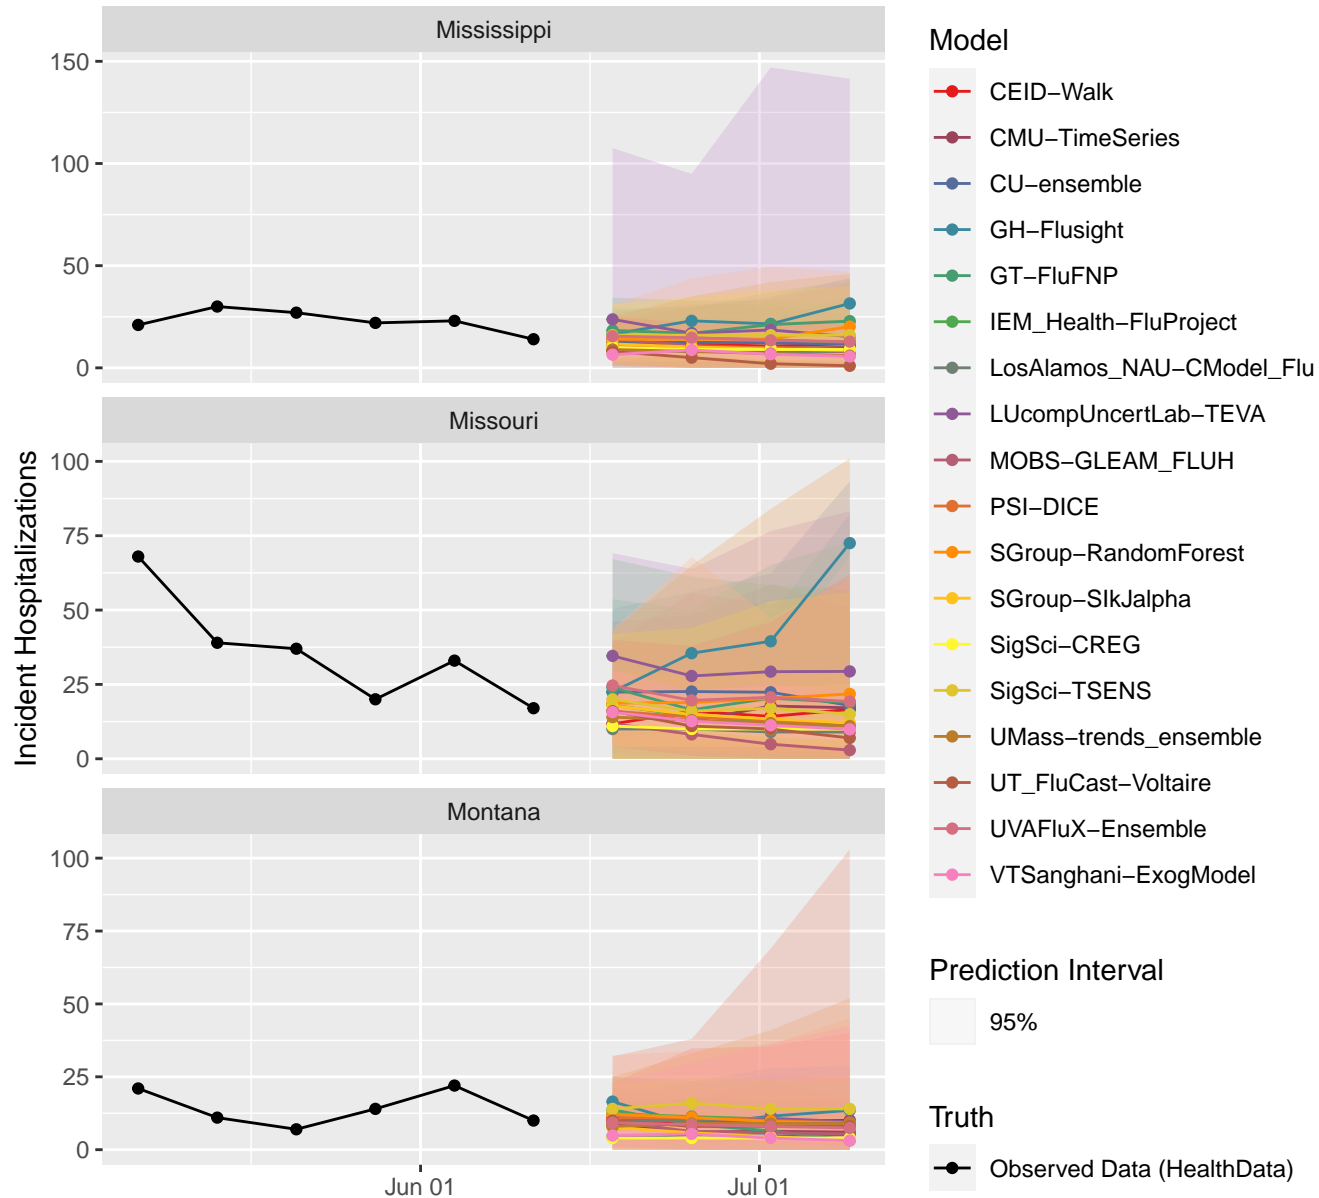 Mississippi
150
100
50
0
Missouri
100
75
50
25
0
Montana
100
75
50
25
0
Jun 01
Jul 01
Incident Hospitalizations
Model
CEID−Walk
CMU−TimeSeries
CU−ensemble
GH−Flusight
GT−FluFNP
IEM_Health−FluProject
LosAlamos_NAU−CModel_Flu
LUcompUncertLab−TEVA
MOBS−GLEAM_FLUH
PSI−DICE
SGroup−RandomForest
SGroup−SIkJalpha
SigSci−CREG
SigSci−TSENS
UMass−trends_ensemble
UT_FluCast−Voltaire
UVAFluX−Ensemble
VTSanghani−ExogModel
Prediction Interval
95%
Truth
Observed Data (HealthData)